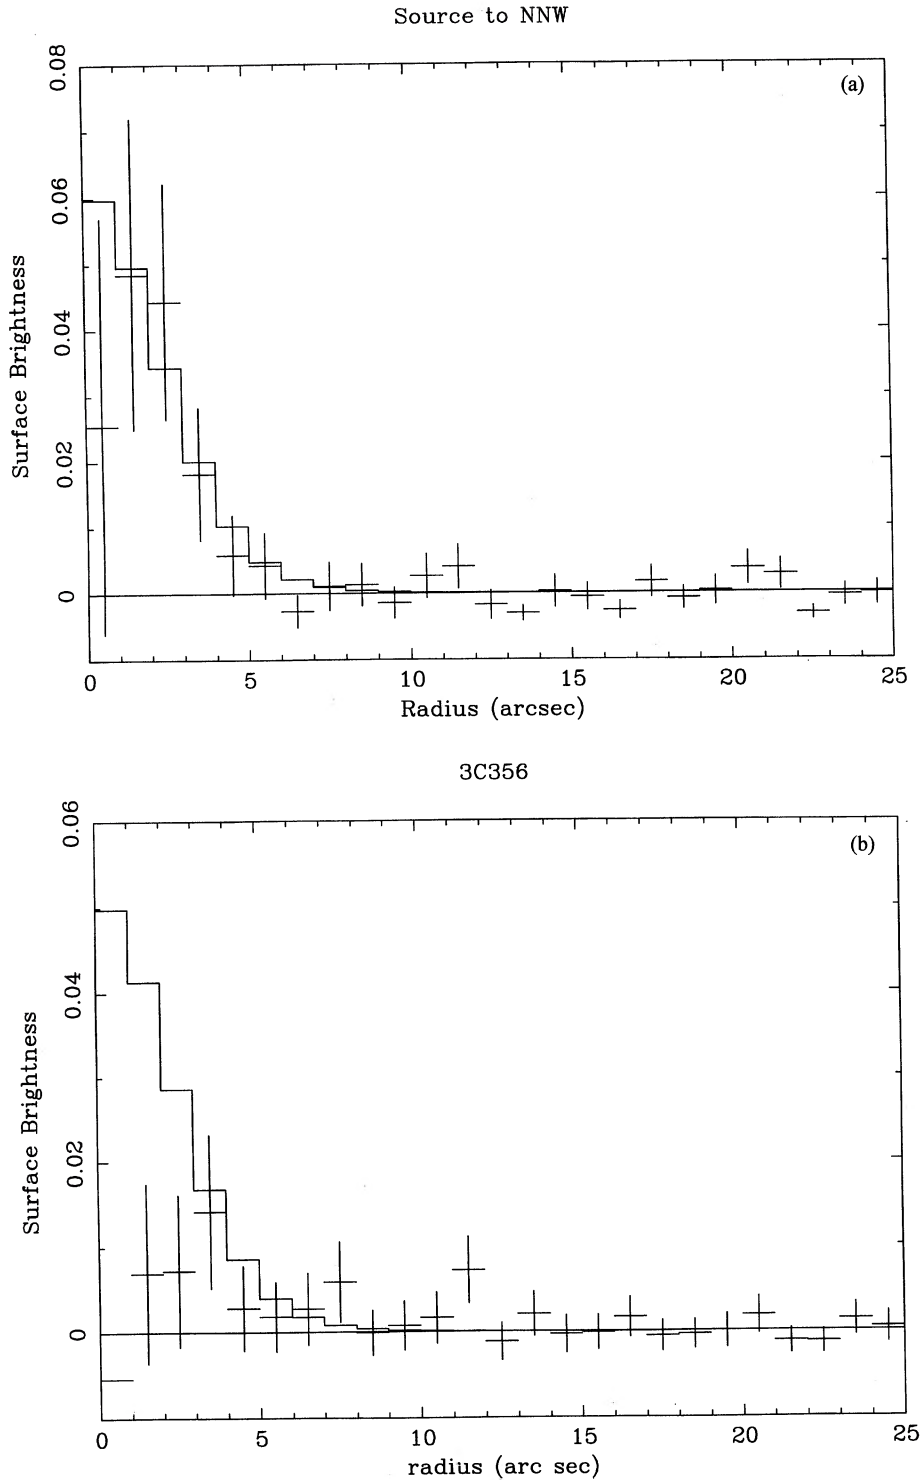 Source to NNW
(a)
0.08
0.06
0.04
0.02
0
Surface Brightness
0 5 10 15 20 25
Radius (arcsec)
3C356
(b)
0.06
0.04
0.02
0
Surface Brightness
0 5 10 15 20 25
radius (arc sec)